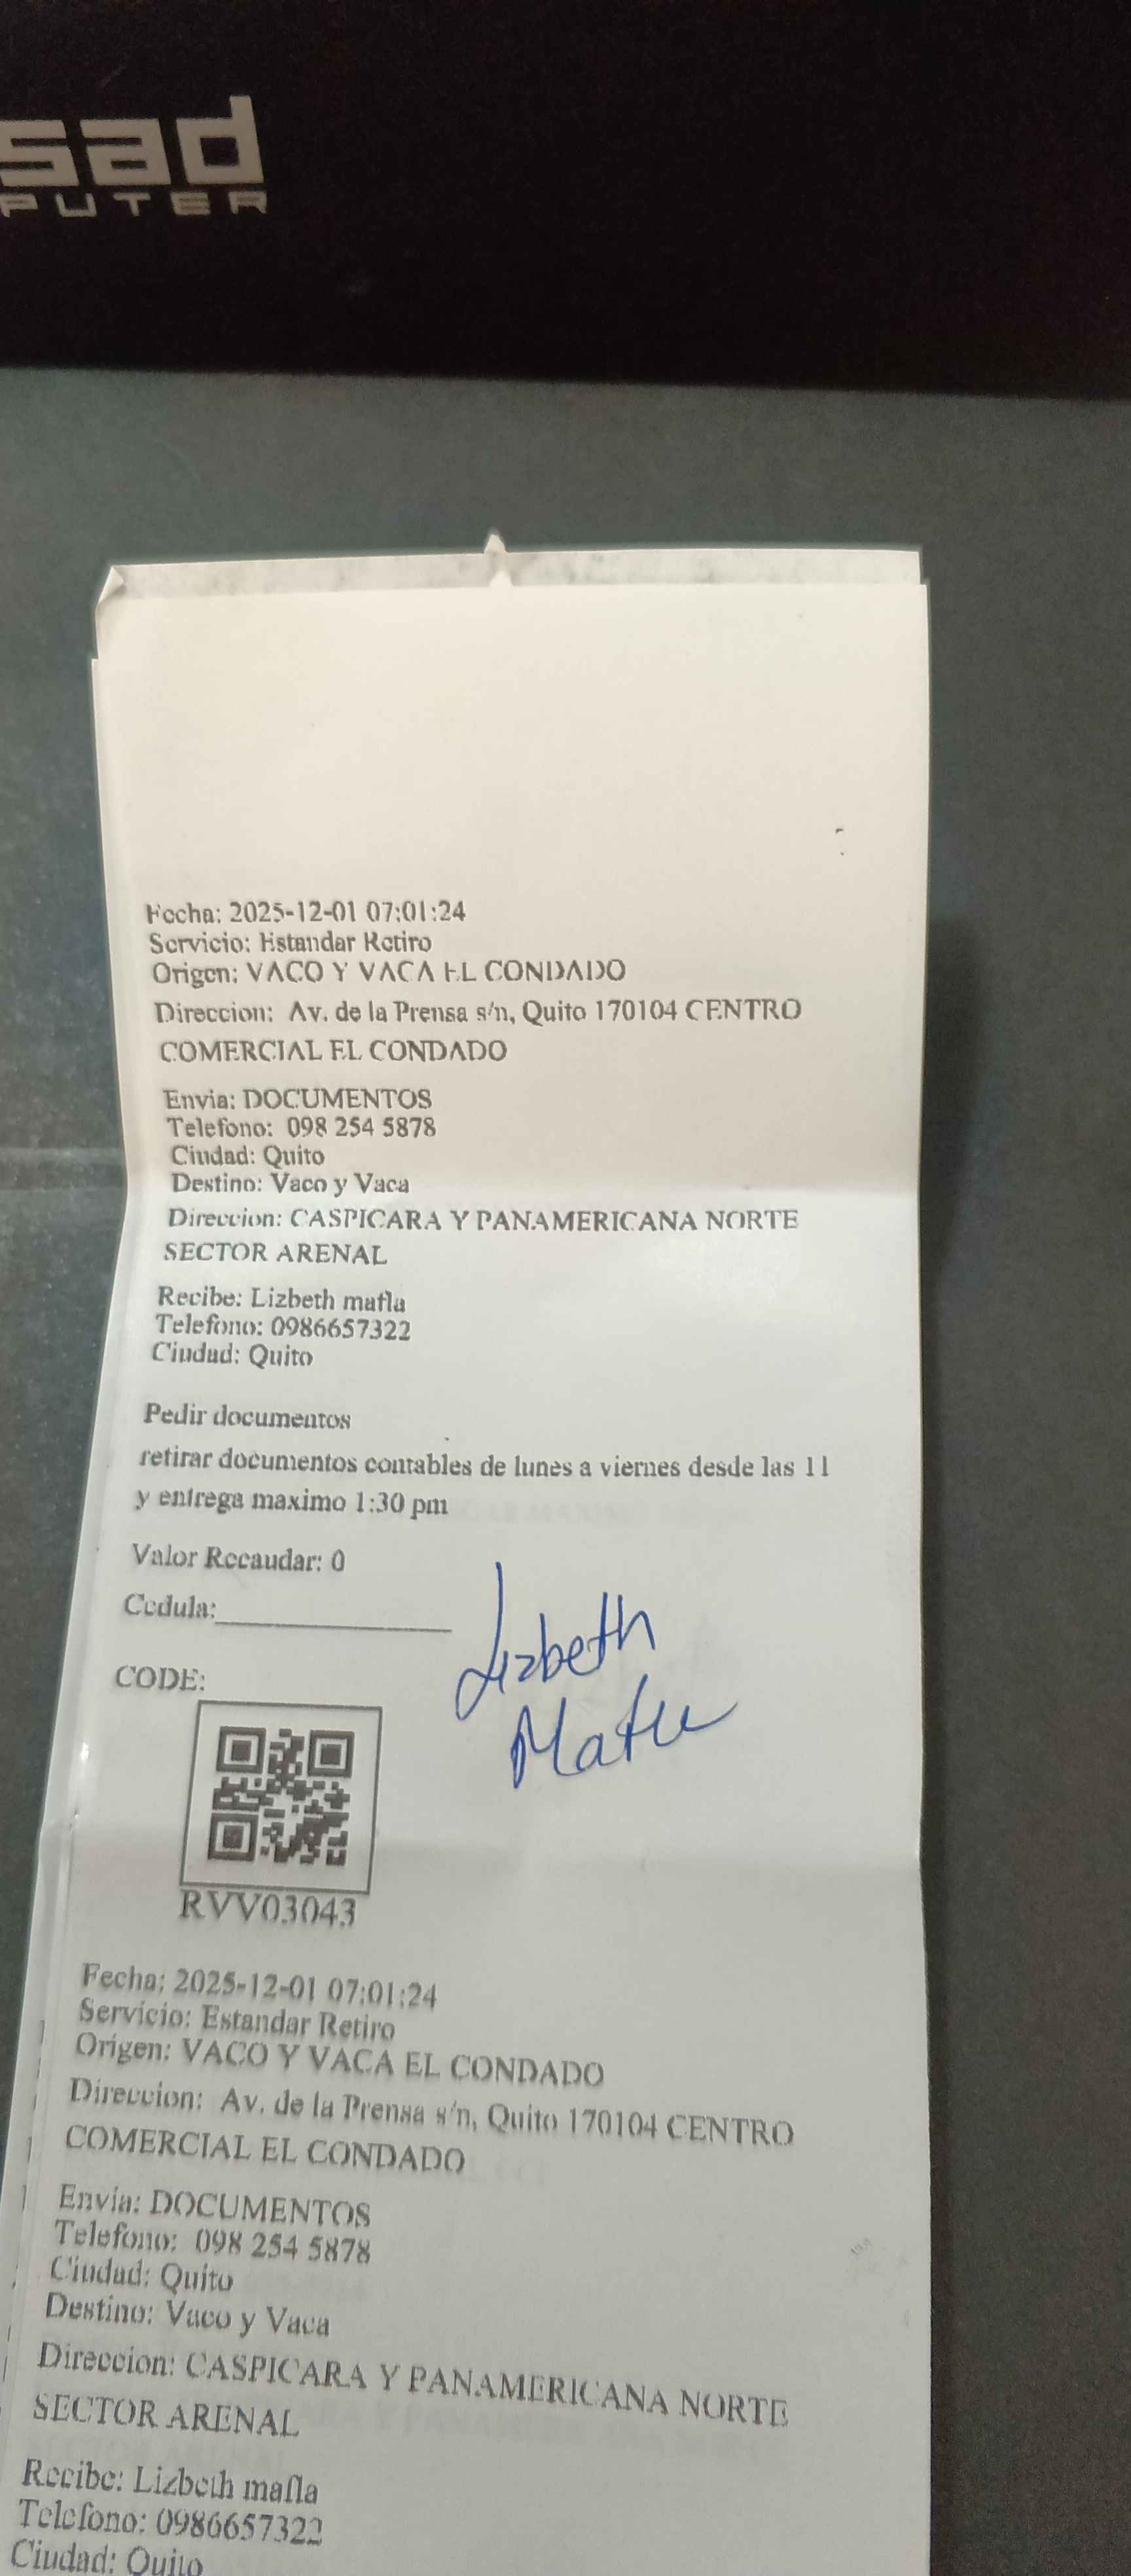 sad
PUTER
Fecha: 2025-12-01 07:01:24
Servicio: Estandar Retiro
Origen: VACO Y VACA EL CONDADO
Direccion: Av. de la Prensa s/n, Quito 170104 CENTRO
COMERCIAL EL CONDADO
Envia: DOCUMENTOS
Telefono: 098 254 5878
Ciudad: Quito
Destino: Vaco y Vaca
Direccion: CASPICARA Y PANAMERICANA NORTE
SECTOR ARENAL
Recibe: Lizbeth mafla
Telefono: 0986657322
Ciudad: Quito
Pedir documentos
retirar documentos contables de lunes a viernes desde las 11
y entrega maximo 1:30 pm
Valor Recaudar: 0
Cedula:
Lizbeth
CODE:
RVV03043
Fecha: 2025-12-01 07:01:24
Servicio: Estandar Retiro
Origen: VACO Y VACA EL CONDADO
Direccion: Av. de la Prensa s/n, Quito 170104 CENTRO
COMERCIAL EL CONDADO
Envia: DOCUMENTOS
Telefono: 098 254 5878
Ciudad: Quito
Destino: Vaco y Vaca
Direccion: CASPICARA Y PANAMERICANA NORTE
SECTOR ARENAL
Recibe: Lizbeth mafla
Telefono: 0986657322
Ciudad: Quito